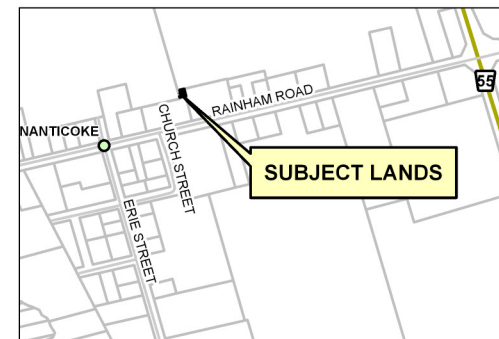 55
RAINHAM ROAD
NANTICOKE
CHURCH STREET
SUBJECT LANDS
ERIE STREET